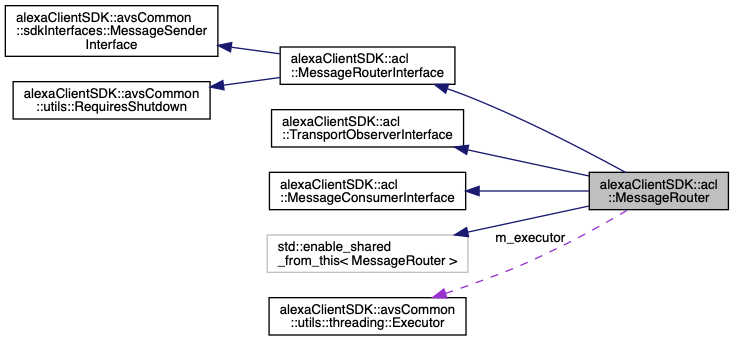 alexaClientSDK::avsCommon
::sdkInterfaces::MessageSender
Interface
alexaClientSDK::avsCommon
::utils::RequiresShutdown
alexaClientSDK::acl
::MessageRouterInterface
alexaClientSDK::acl
::TransportObserverInterface
alexaClientSDK::acl
::MessageConsumerInterface
std::enable_shared
_from_this< MessageRouter >
alexaClientSDK::avsCommon
::utils::threading::Executor
m_executor
alexaClientSDK::acl
::MessageRouter